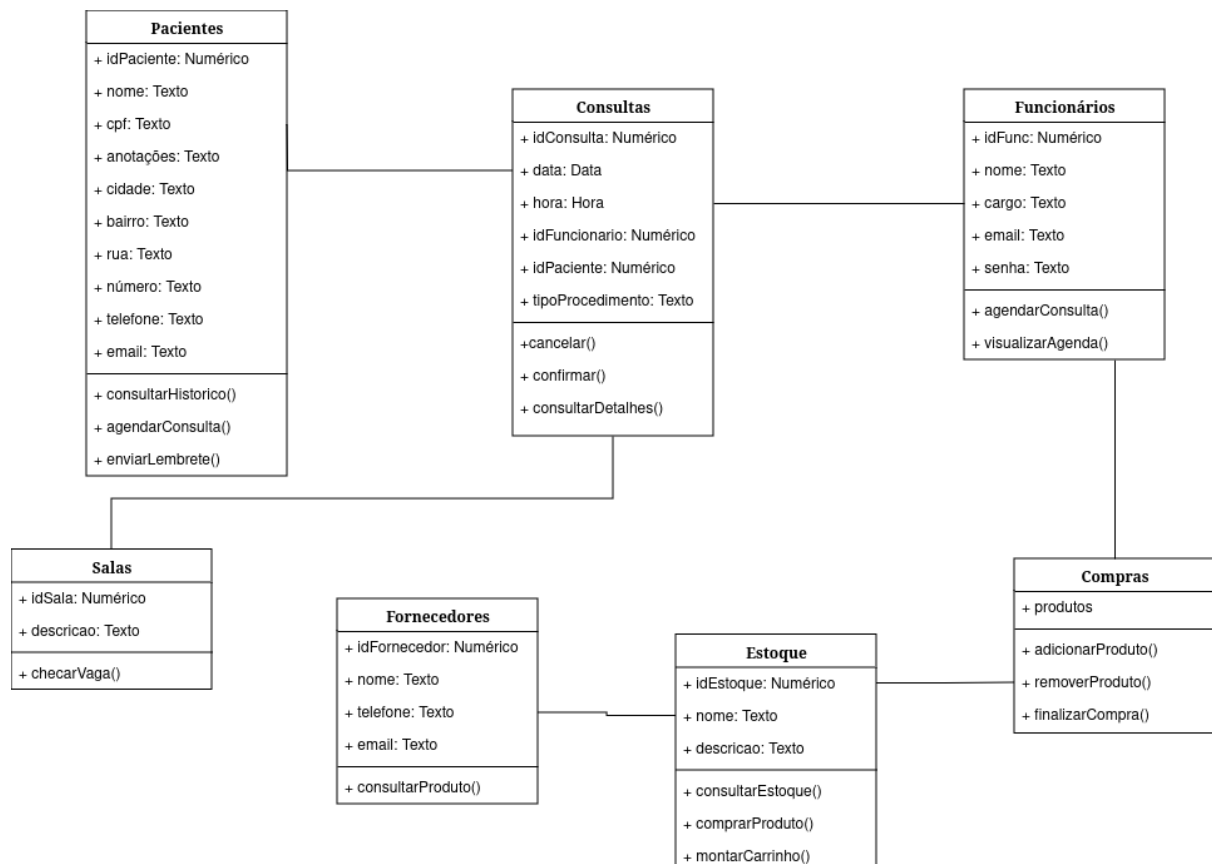 Pacientes
+ idPaciente: Numérico
+ nome: Texto
+ cpf: Texto
+ anotações: Texto
+ cidade: Texto
+ bairro: Texto
+ rua: Texto
+ número: Texto
+ telefone: Texto
+ email: Texto
+ consultarHistorico()
+ agendarConsulta()
+ enviarLembrete()
Consultas
+ idConsulta: Numérico
+ data: Data
+ hora: Hora
+ idFuncionario: Numérico
+ idPaciente: Numérico
+ tipoProcedimento: Texto
+cancelar()
+ confirmar()
+ consultarDetalhes()
Funcionários
+ idFunc: Numérico
+ nome: Texto
+ cargo: Texto
+ email: Texto
+ senha: Texto
+ agendarConsulta()
+ visualizarAgenda()
Salas
+ idSala: Numérico
+ descricao: Texto
+ checarVaga()
Fornecedores
+ idFornecedor: Numérico
+ nome: Texto
+ telefone: Texto
+ email: Texto
+ consultarProduto()
Estoque
+ idEstoque: Numérico
+ nome: Texto
+ descricao: Texto
+ consultarEstoque()
+ comprarProduto()
+ montarCarrinho()
Compras
+ produtos
+ adicionarProduto()
+ removerProduto()
+ finalizarCompra()